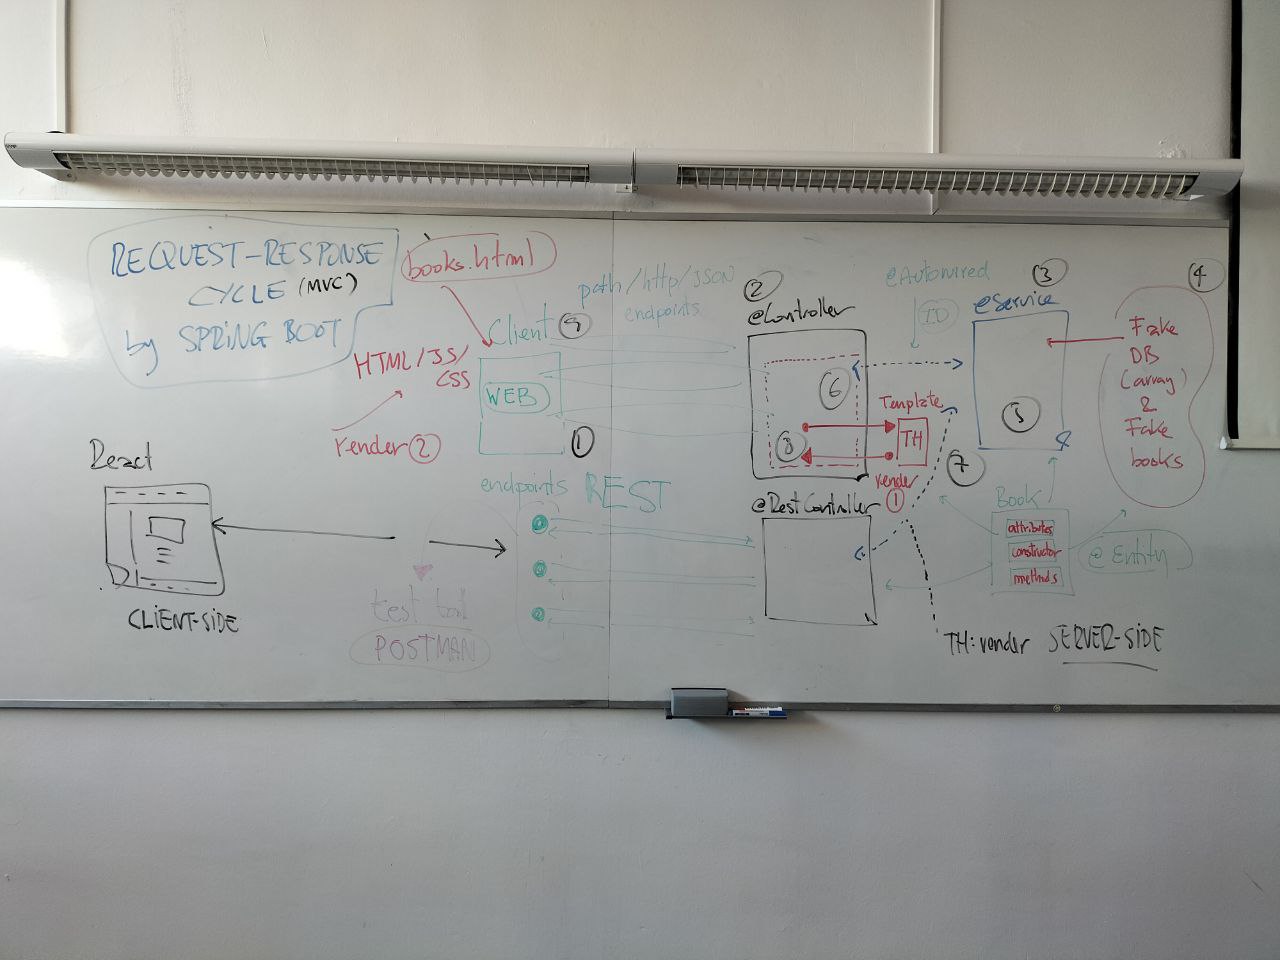 REQUEST-RESPONSE
CYCLE (MVC)
by SPRING BOOT
books.html
HTML/JS/
CSS
render 2
Client 9
WEB
1
path/http/JSON
endpoints
2
@Controller
6
8
Template
TH
render
1
@Autowired
ID
3
@Service
5
7
4
Fake
DB
(array)
&
Fake
books
React
CLIENT-SIDE
test tool
POSTMAN
endpoints REST
@RestController
Book
attributes
constructor
methods
@Entity
TH: render SERVER-SIDE